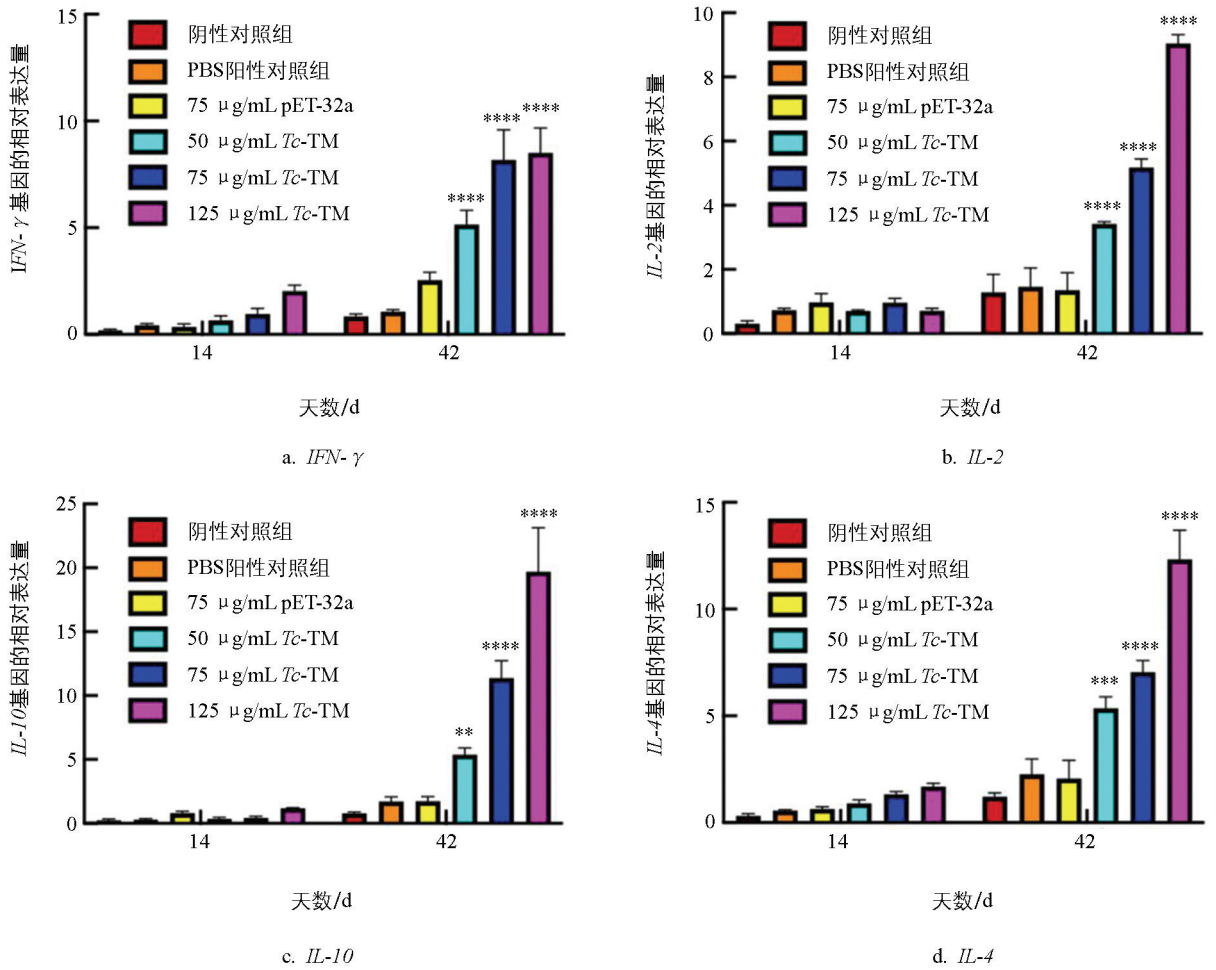 IFN-γ基因的相对表达量
15
10
5
0
阴性对照组
PBS阳性对照组
75 μg/mL pET-32a
50 μg/mL Tc-TM
75 μg/mL Tc-TM
125 μg/mL Tc-TM
****
****
****
14
42
天数/d
a. IFN-γ
IL-2基因的相对表达量
10
8
6
4
2
0
阴性对照组
PBS阳性对照组
75 μg/mL pET-32a
50 μg/mL Tc-TM
75 μg/mL Tc-TM
125 μg/mL Tc-TM
****
****
****
14
42
天数/d
b. IL-2
IL-10基因的相对表达量
25
20
15
10
5
0
阴性对照组
PBS阳性对照组
75 μg/mL pET-32a
50 μg/mL Tc-TM
75 μg/mL Tc-TM
125 μg/mL Tc-TM
**
****
****
14
42
天数/d
c. IL-10
IL-4基因的相对表达量
15
10
5
0
阴性对照组
PBS阳性对照组
75 μg/mL pET-32a
50 μg/mL Tc-TM
75 μg/mL Tc-TM
125 μg/mL Tc-TM
***
****
****
14
42
天数/d
d. IL-4